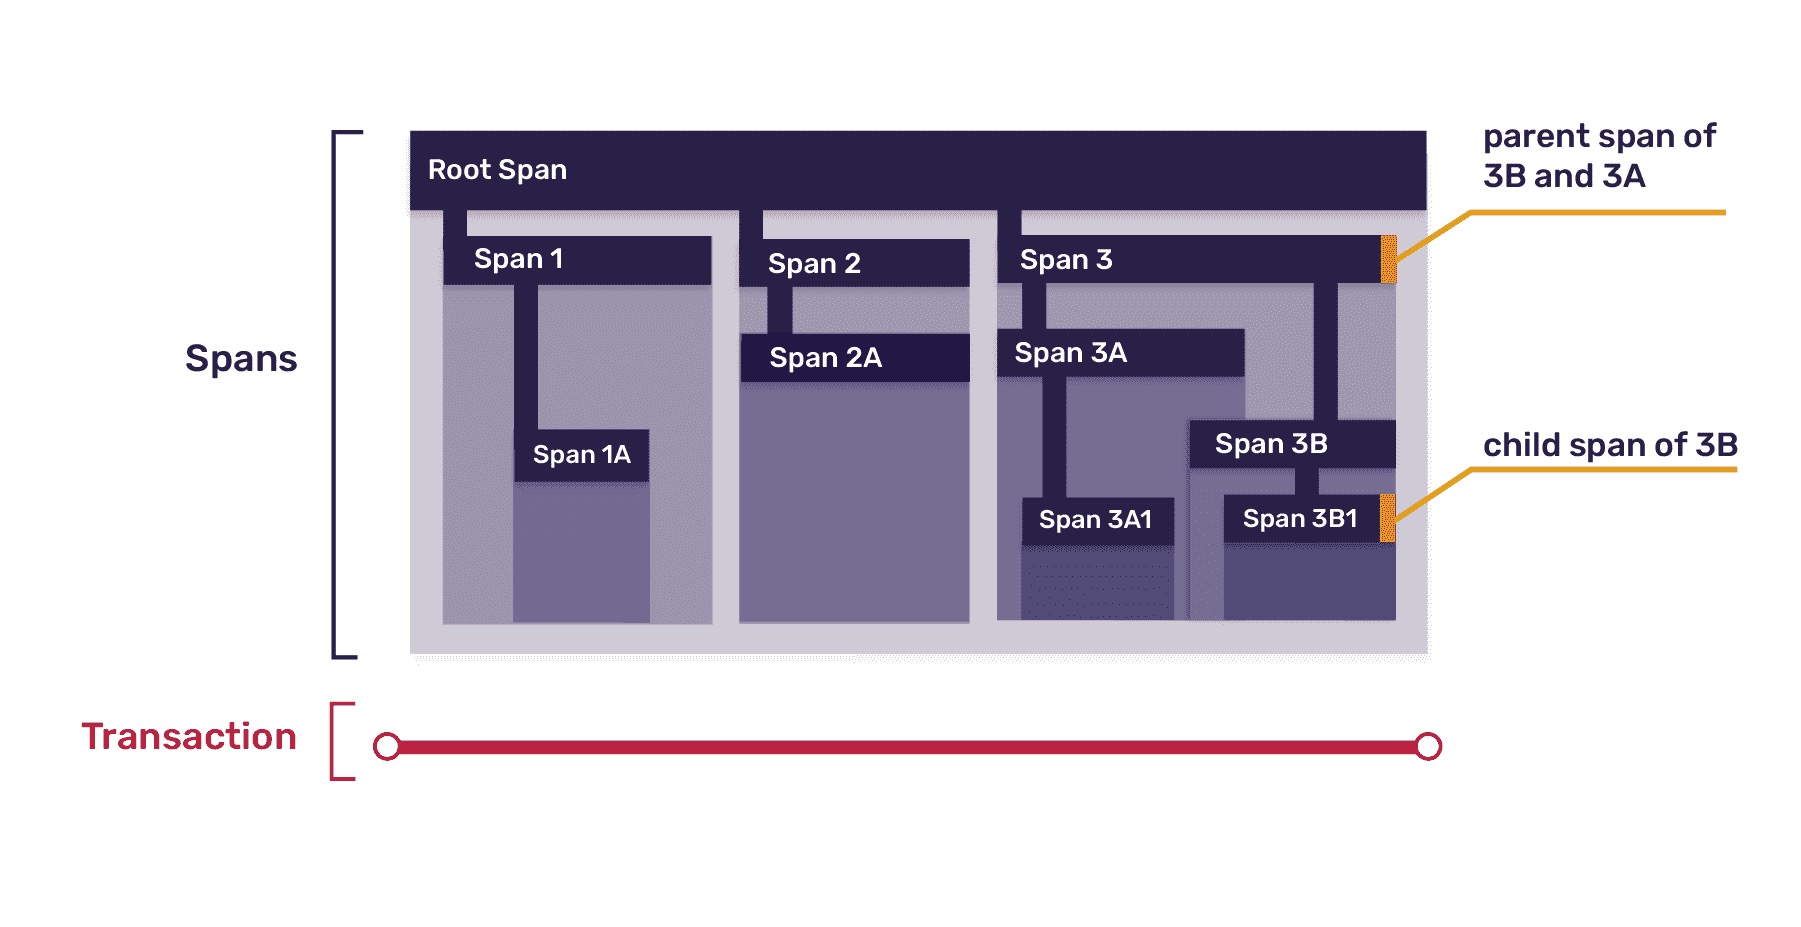 parent span of
3B and 3A
Root Span
Span 1
Span 2
Span 3
Spans
Span 3A
Span 2A
Span 3B
child span of 3B
Span 1A
Span 3A1
Span 3B1
Transaction